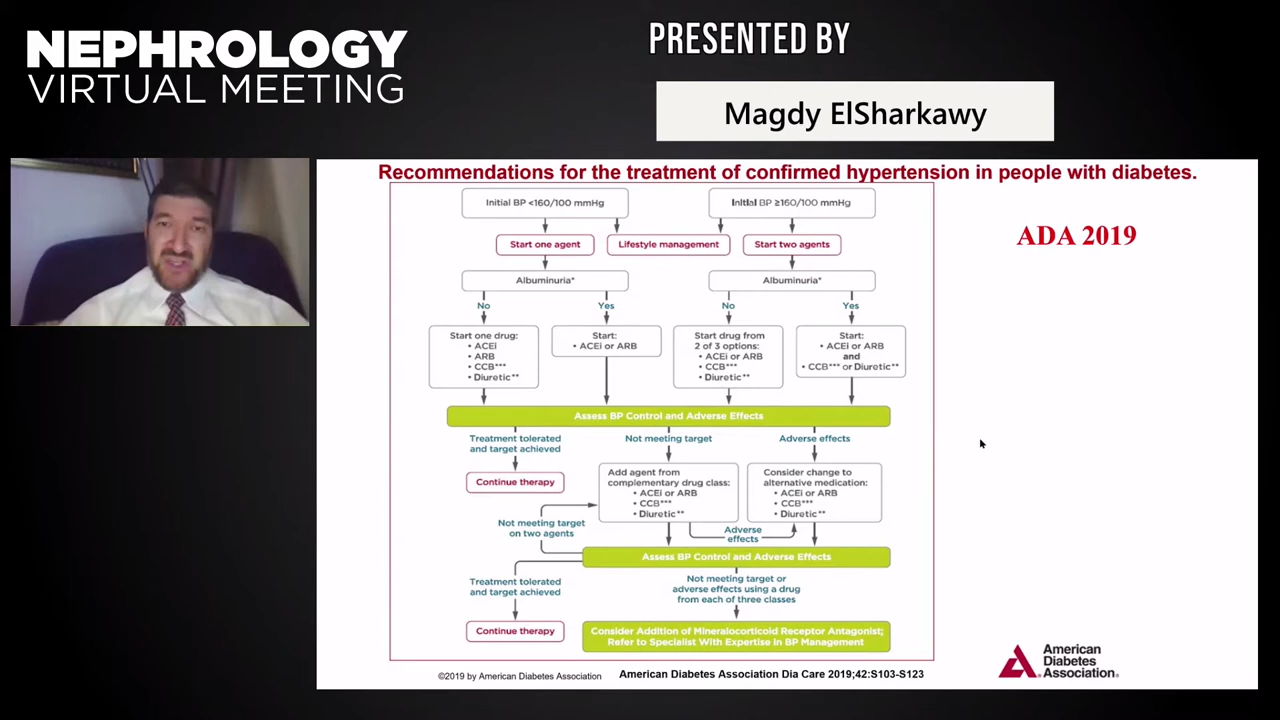 NEPHROLOGY
VIRTUAL MEETING
PRESENTED BY
Magdy ElSharkawy
Recommendations for the treatment of confirmed hypertension in people with diabetes.
ADA 2019
Initial BP <160/100 mmHg
Initial BP ≥160/100 mmHg
Start one agent
Lifestyle management
Start two agents
Albuminuria*
Albuminuria*
No
Yes
No
Yes
Start one drug:
• ACEi
• ARB
• CCB***
• Diuretic**
Start:
• ACEi or ARB
Start drug from
2 of 3 options:
• ACEi or ARB
• CCB***
• Diuretic**
Start:
• ACEi or ARB
and
• CCB*** or Diuretic**
Assess BP Control and Adverse Effects
Treatment tolerated
and target achieved
Not meeting target
Adverse effects
Continue therapy
Add agent from
complementary drug class:
• ACEi or ARB
• CCB***
• Diuretic**
Consider change to
alternative medication:
• ACEi or ARB
• CCB***
• Diuretic**
Not meeting target
on two agents
Adverse
effects
Assess BP Control and Adverse Effects
Treatment tolerated
and target achieved
Not meeting target or
adverse effects using a drug
from each of three classes
Continue therapy
Consider Addition of Mineralocorticoid Receptor Antagonist;
Refer to Specialist With Expertise in BP Management
©2019 by American Diabetes Association
American Diabetes Association Dia Care 2019;42:S103-S123
American
Diabetes
Association.